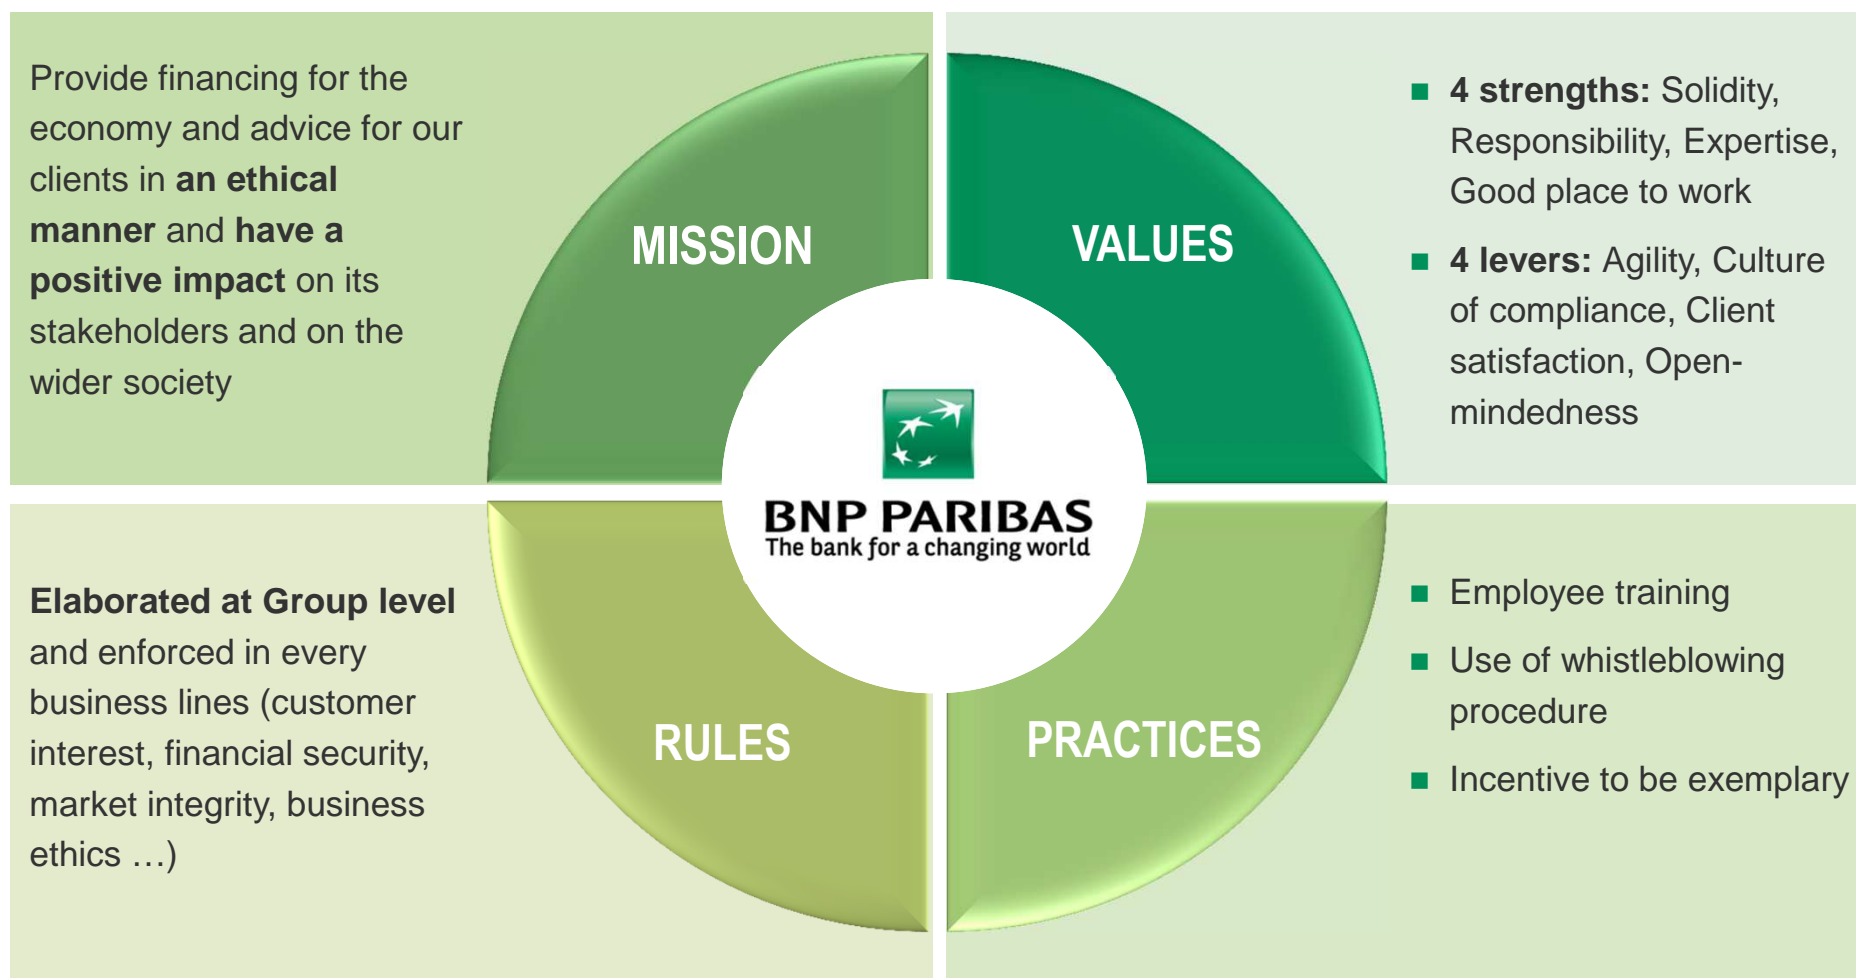 Provide financing for the
economy and advice for our
clients in an ethical
manner and have a
positive impact on its
stakeholders and on the
wider society
MISSION
VALUES
4 strengths: Solidity,
Responsibility, Expertise,
Good place to work
4 levers: Agility, Culture
of compliance, Client
satisfaction, Open-
mindedness
BNP PARIBAS
The bank for a changing world
Elaborated at Group level
and enforced in every
business lines (customer
interest, financial security,
market integrity, business
ethics …)
RULES
PRACTICES
Employee training
Use of whistleblowing
procedure
Incentive to be exemplary